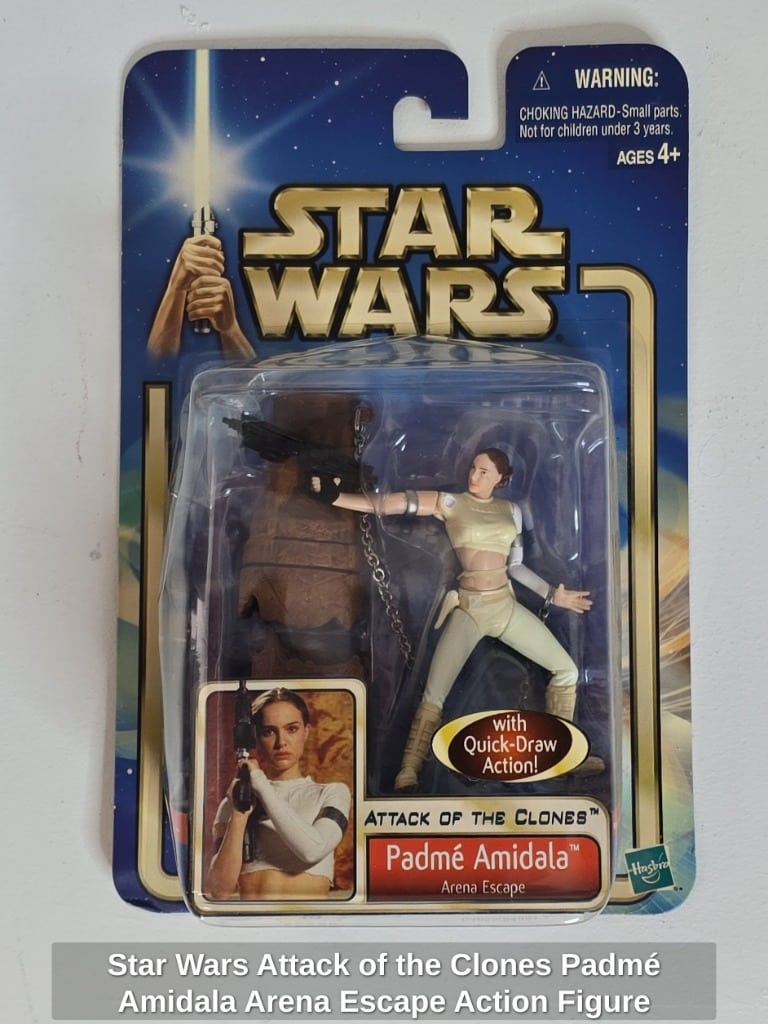 WARNING:
CHOKING HAZARD-Small parts.
Not for children under 3 years.
AGES 4+
STAR
WARS
with
Quick-Draw
Action!
ATTACK OF THE CLONES™
Padmé Amidala™
Arena Escape
Hasbro
Star Wars Attack of the Clones Padmé
Amidala Arena Escape Action Figure